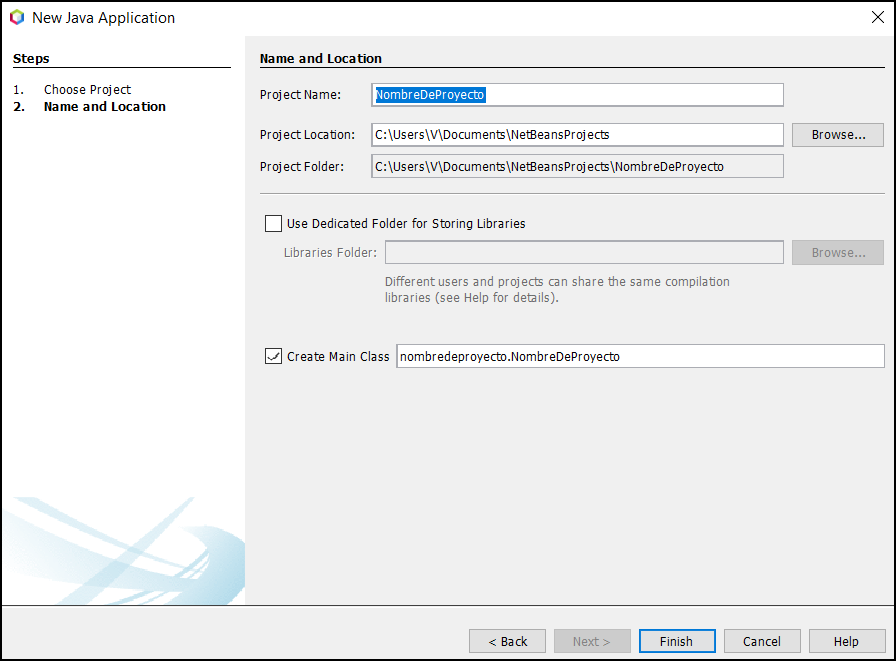 New Java Application
Steps
1. Choose Project
2. Name and Location
Name and Location
Project Name: NombreDeProyecto
Project Location: C:\Users\V\Documents\NetBeansProjects Browse...
Project Folder: C:\Users\V\Documents\NetBeansProjects\NombreDeProyecto
Use Dedicated Folder for Storing Libraries
Libraries Folder: Browse...
Different users and projects can share the same compilation
libraries (see Help for details).
Create Main Class nombredeproyecto.NombreDeProyecto
< Back Next > Finish Cancel Help